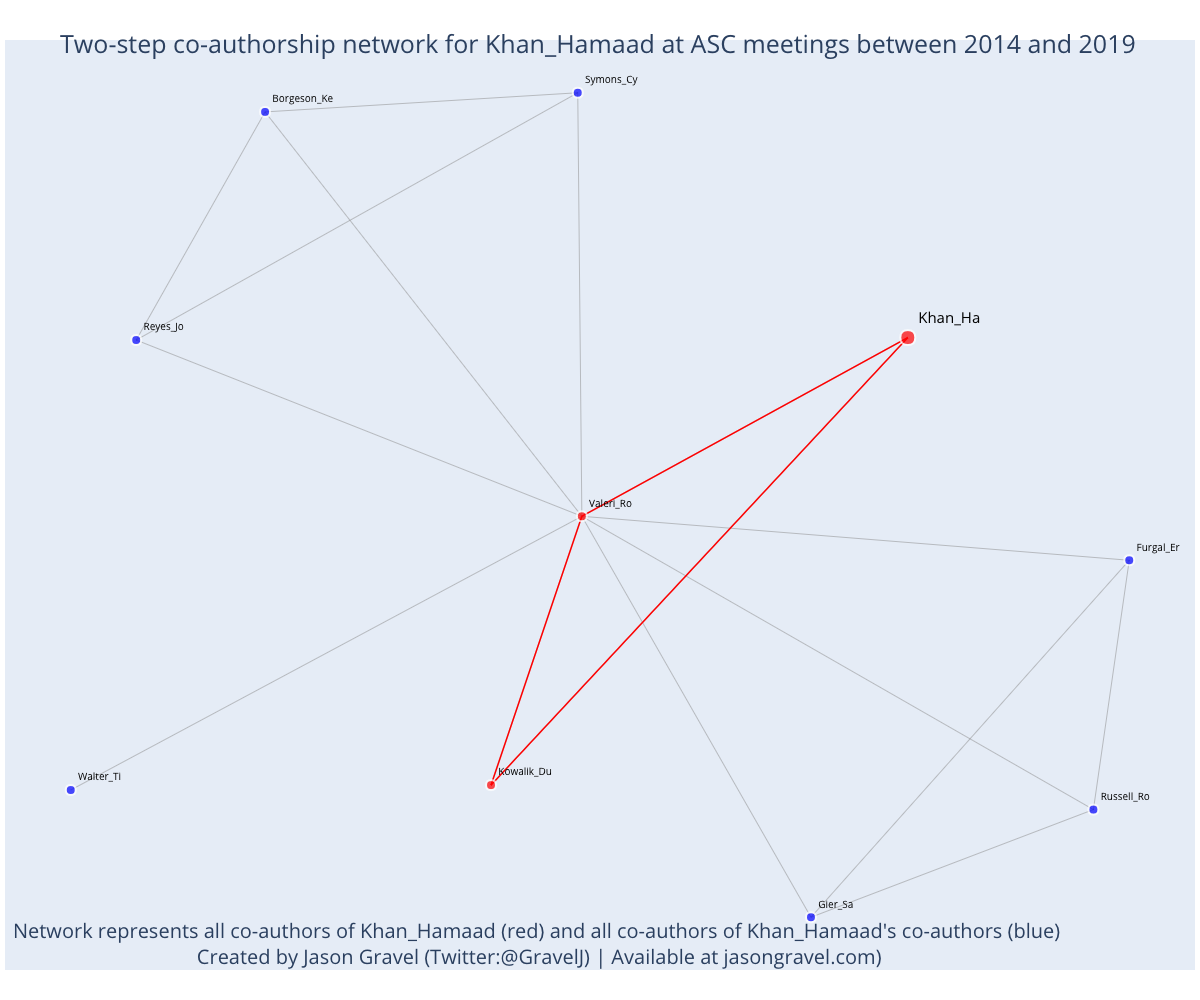 Two-step co-authorship network for Khan_Hamaad at ASC meetings between 2014 and 2019
Symons_Cy
Borgeson_Ke
Khan_Ha
Reyes_Jo
Valeri_Ro
Furgal_Er
Kowalik_Du
Walter_Ti
Russell_Ro
Gier_Sa
Network represents all co-authors of Khan_Hamaad (red) and all co-authors of Khan_Hamaad's co-authors (blue)
Created by Jason Gravel (Twitter:@GravelJ) | Available at jasongravel.com)